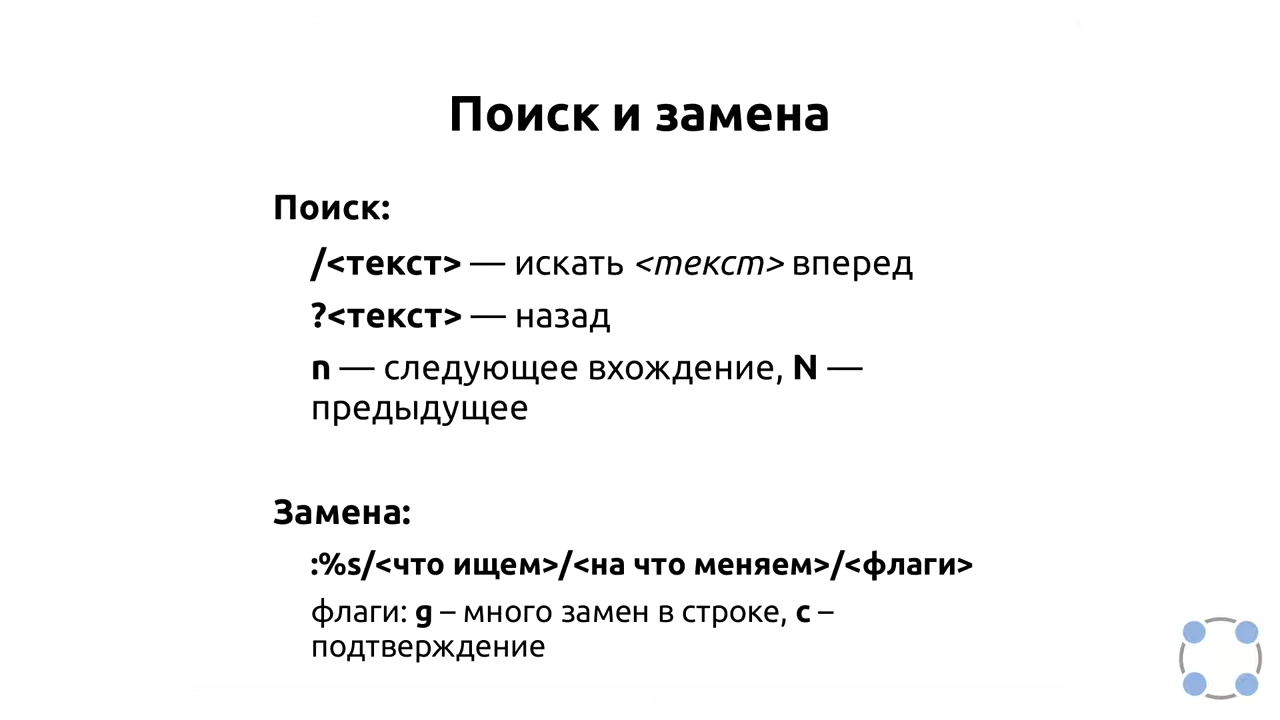 Поиск и замена
Поиск:
/<текст> — искать <текст> вперед
?<текст> — назад
n — следующее вхождение, N —
предыдущее
Замена:
:%s/<что ищем>/<на что меняем>/<флаги>
флаги: g – много замен в строке, c –
подтверждение